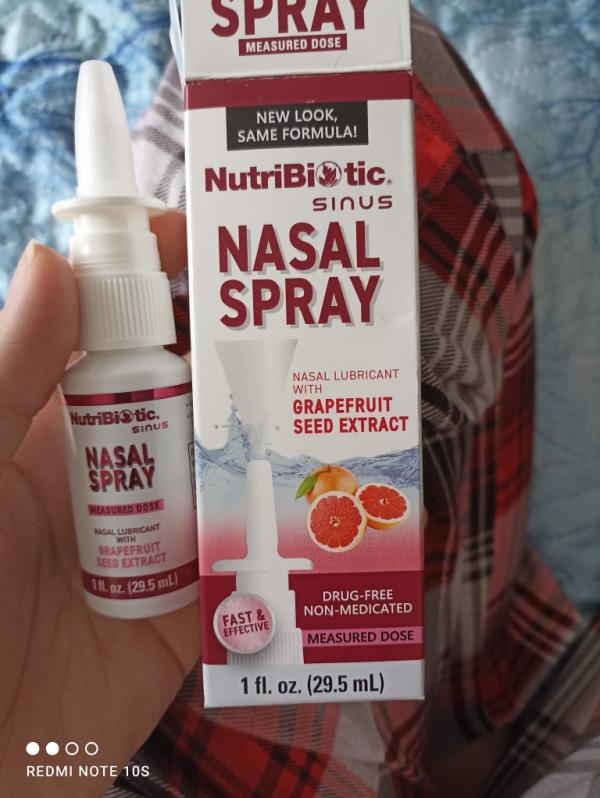 SPRAY
MEASURED DOSE
NEW LOOK,
SAME FORMULA!
NutriBiotic®
SINUS
NASAL
SPRAY
NASAL LUBRICANT
WITH
GRAPEFRUIT
SEED EXTRACT
FAST &
EFFECTIVE
DRUG-FREE
NON-MEDICATED
MEASURED DOSE
1 fl. oz. (29.5 mL)
NutriBiotic.
SINUS
NASAL
SPRAY
MEASURED DOSE
NASAL LUBRICANT
WITH
GRAPEFRUIT
SEED EXTRACT
1 fl. oz. (29.5 mL)
REDMI NOTE 10S